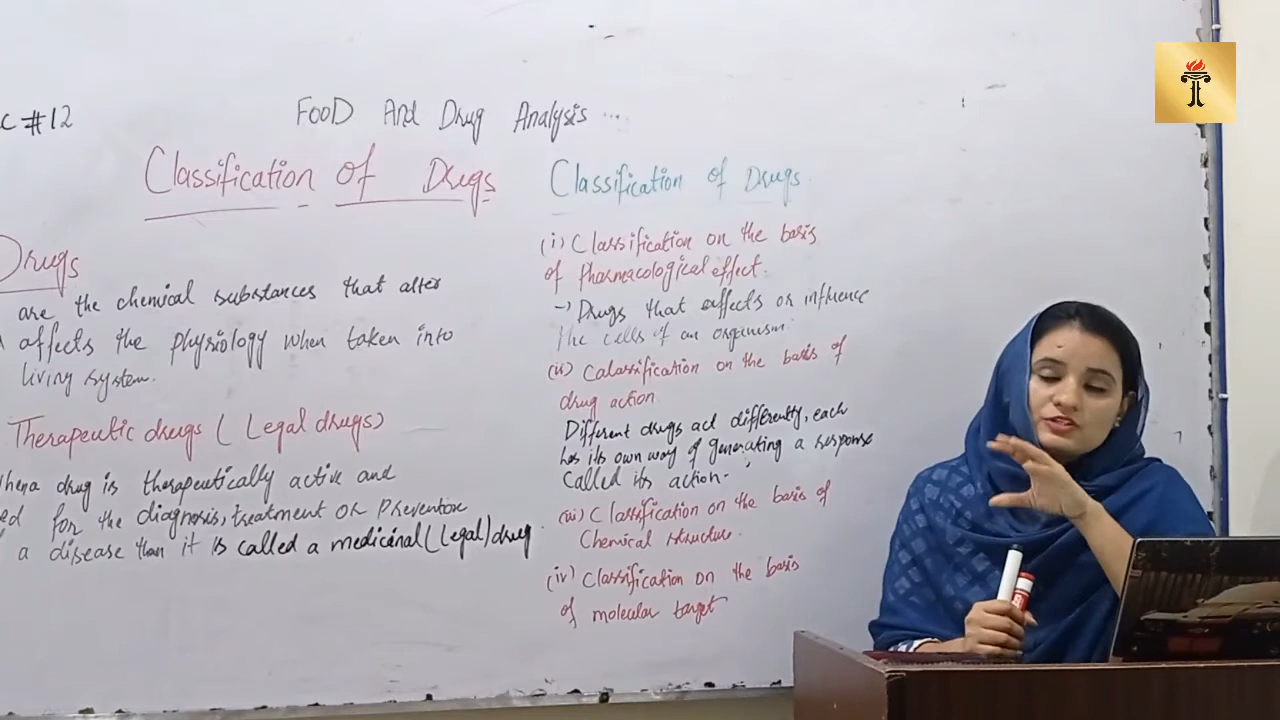 c #12
FOOD And Drug Analysis ...
Classification of Drugs
Drugs
are the chemical substances that alter
affects the physiology when taken into
living system.
Therapeutic drugs ( Legal drugs)
When a drug is therapeutically active and
ed for the diagnosis, treatment or prevention
a disease than it is called a medicinal (Legal) drug.
Classification of Drugs.
(i) Classification on the basis
of pharmacological effect.
-) Drugs that effects or influence
the cells of an organism.
(ii) Calassification on the basis of
drug action.
Different drugs act differently, each
has its own way of generating a response
called its action.
(iii) Classification on the basis of
Chemical structure.
(iv) Classification on the basis
of molecular target